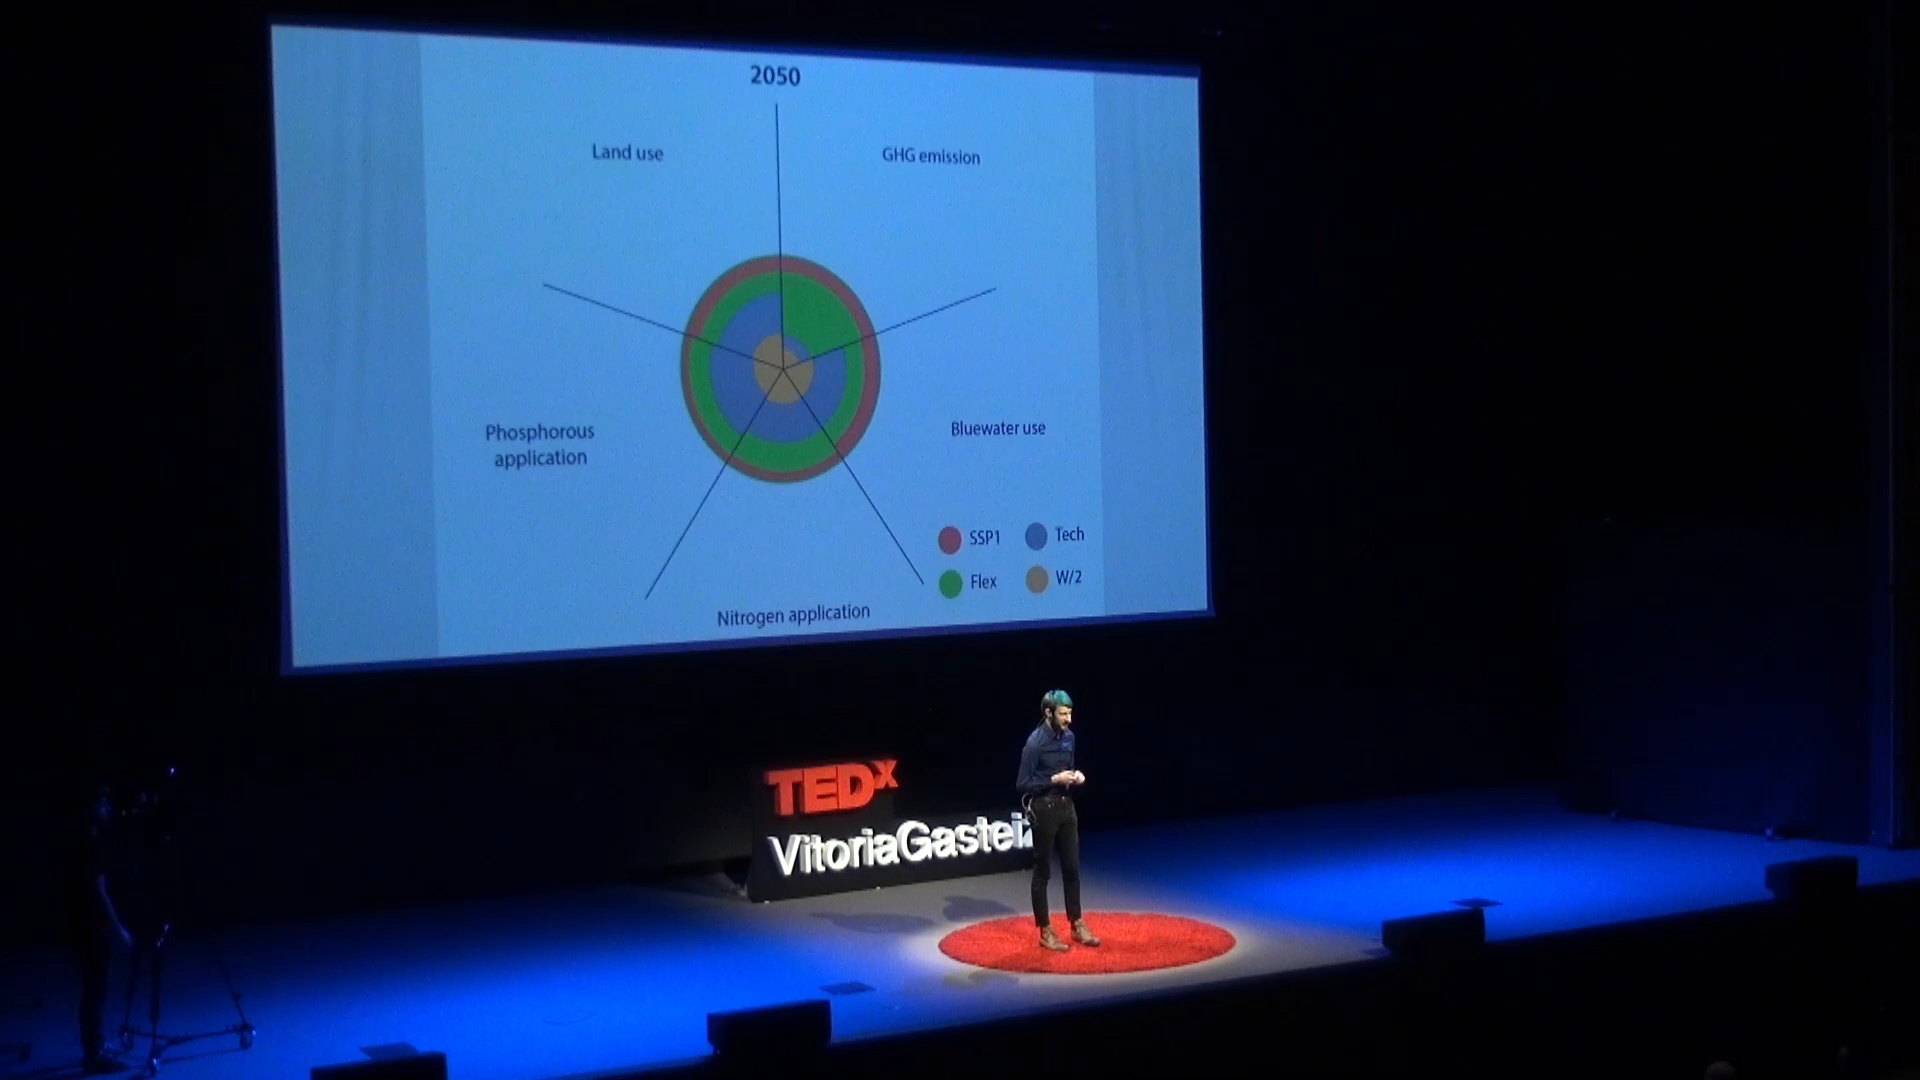 2050
Land use
GHG emission
Phosphorous
application
Bluewater use
SSP1
Tech
Flex
W/2
Nitrogen application
TEDx
VitoriaGasteiz